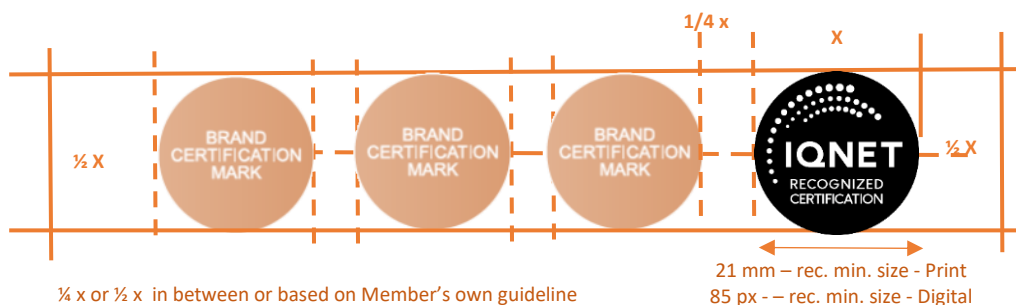 1/4 x
X
½ X
BRAND
CERTIFICATION
MARK
BRAND
CERTIFICATION
MARK
BRAND
CERTIFICATION
MARK
IQNET
RECOGNIZED
CERTIFICATION
½ X
¼ x or ½ x in between or based on Member's own guideline
21 mm – rec. min. size - Print
85 px - – rec. min. size - Digital